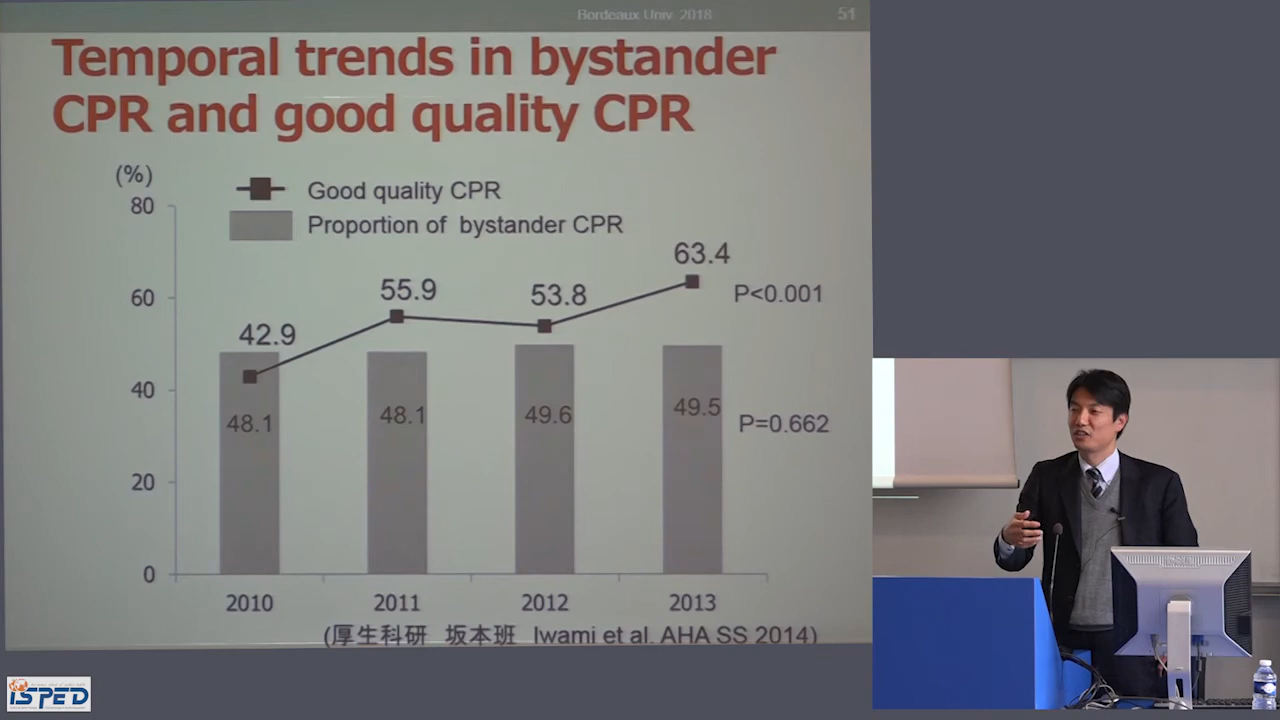 Bordeaux Univ. 2018
51
Temporal trends in bystander
CPR and good quality CPR
(%)
Good quality CPR
Proportion of bystander CPR
80
60
40
20
0
42.9
55.9
53.8
63.4
P<0.001
48.1
48.1
49.6
49.5
P=0.662
2010
2011
2012
2013
(厚生科研 坂本班 Iwami et al. AHA SS 2014)
ISPED